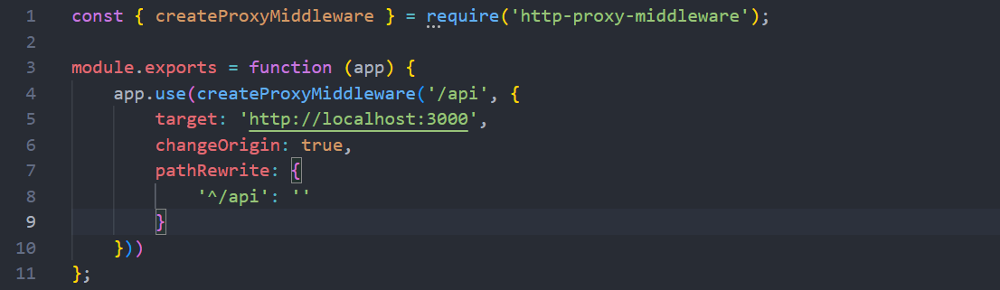 1 const { createProxyMiddleware } = require('http-proxy-middleware');
2
3 module.exports = function (app) {
4     app.use(createProxyMiddleware('/api', {
5         target: 'http://localhost:3000',
6         changeOrigin: true,
7         pathRewrite: {
8             '^/api': ''
9         }
10     }))
11 };